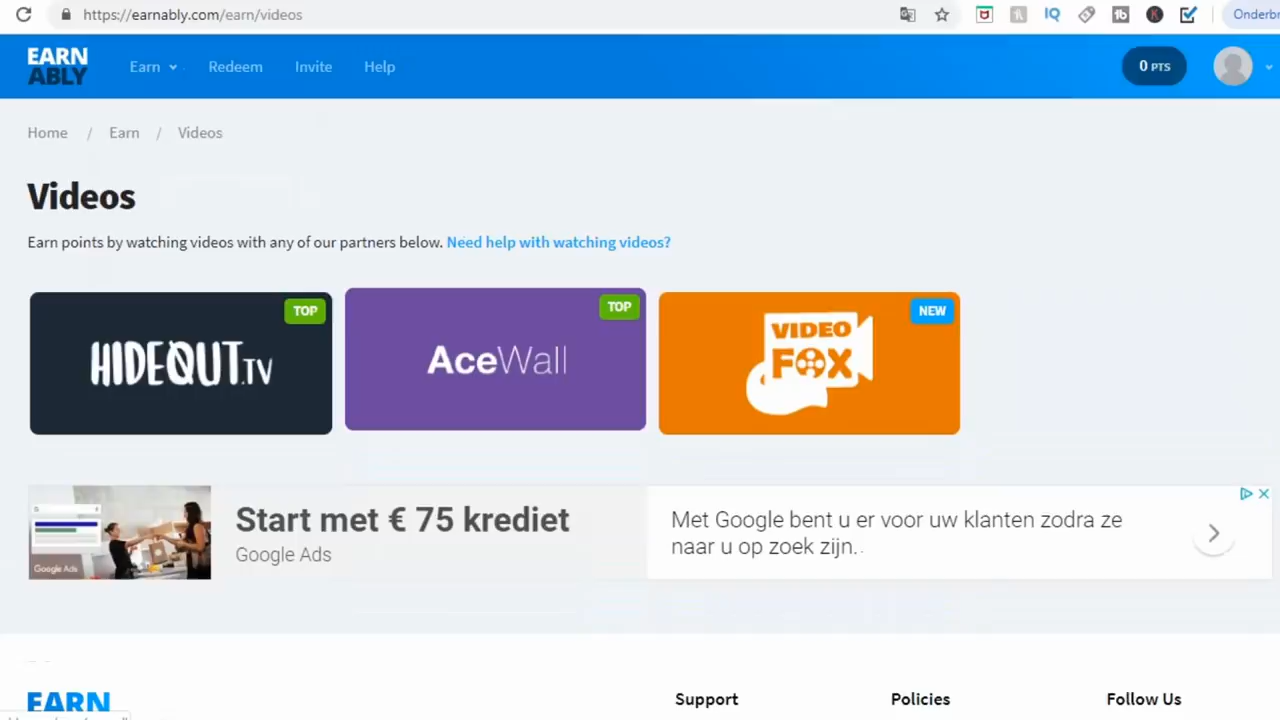 https://earnably.com/earn/videos
Onderbr
EARN
ABLY
Earn
Redeem
Invite
Help
0 PTS
Home / Earn / Videos
Videos
Earn points by watching videos with any of our partners below. Need help with watching videos?
TOP
HIDEOUT.TV
TOP
AceWall
NEW
VIDEO
FOX
Google Ads
Start met € 75 krediet
Google Ads
Met Google bent u er voor uw klanten zodra ze
naar u op zoek zijn.
EARN
Support
Policies
Follow Us